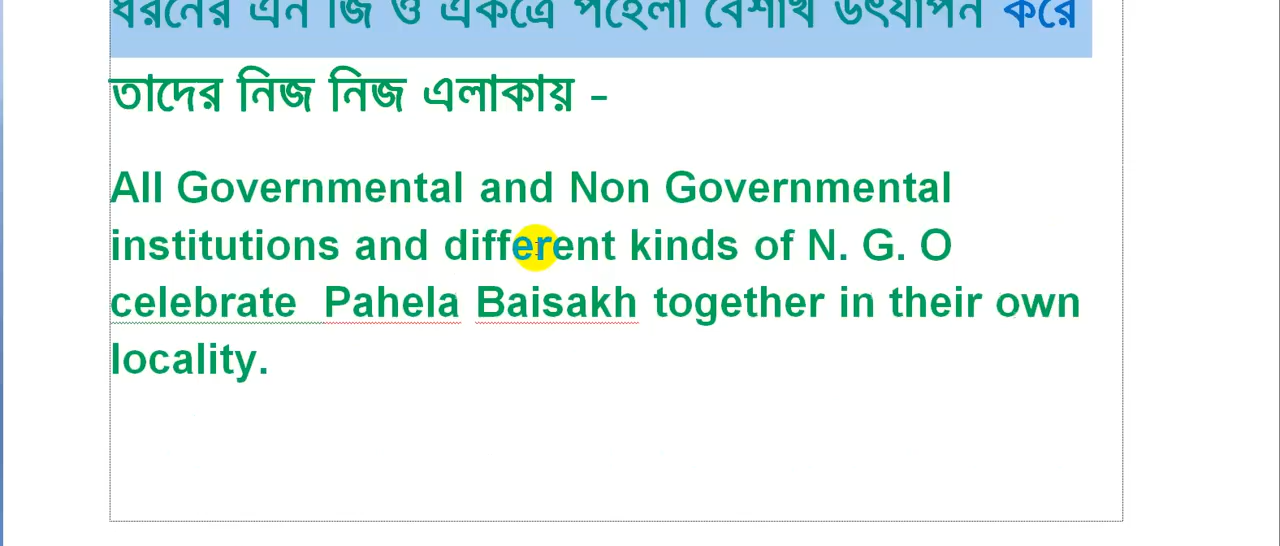 ধরনের এন জি ও একত্রে পহেলা বৈশাখ উৎযাপন করে
তাদের নিজ নিজ এলাকায় –
All Governmental and Non Governmental
institutions and different kinds of N. G. O
celebrate  Pahela Baisakh together in their own
locality.